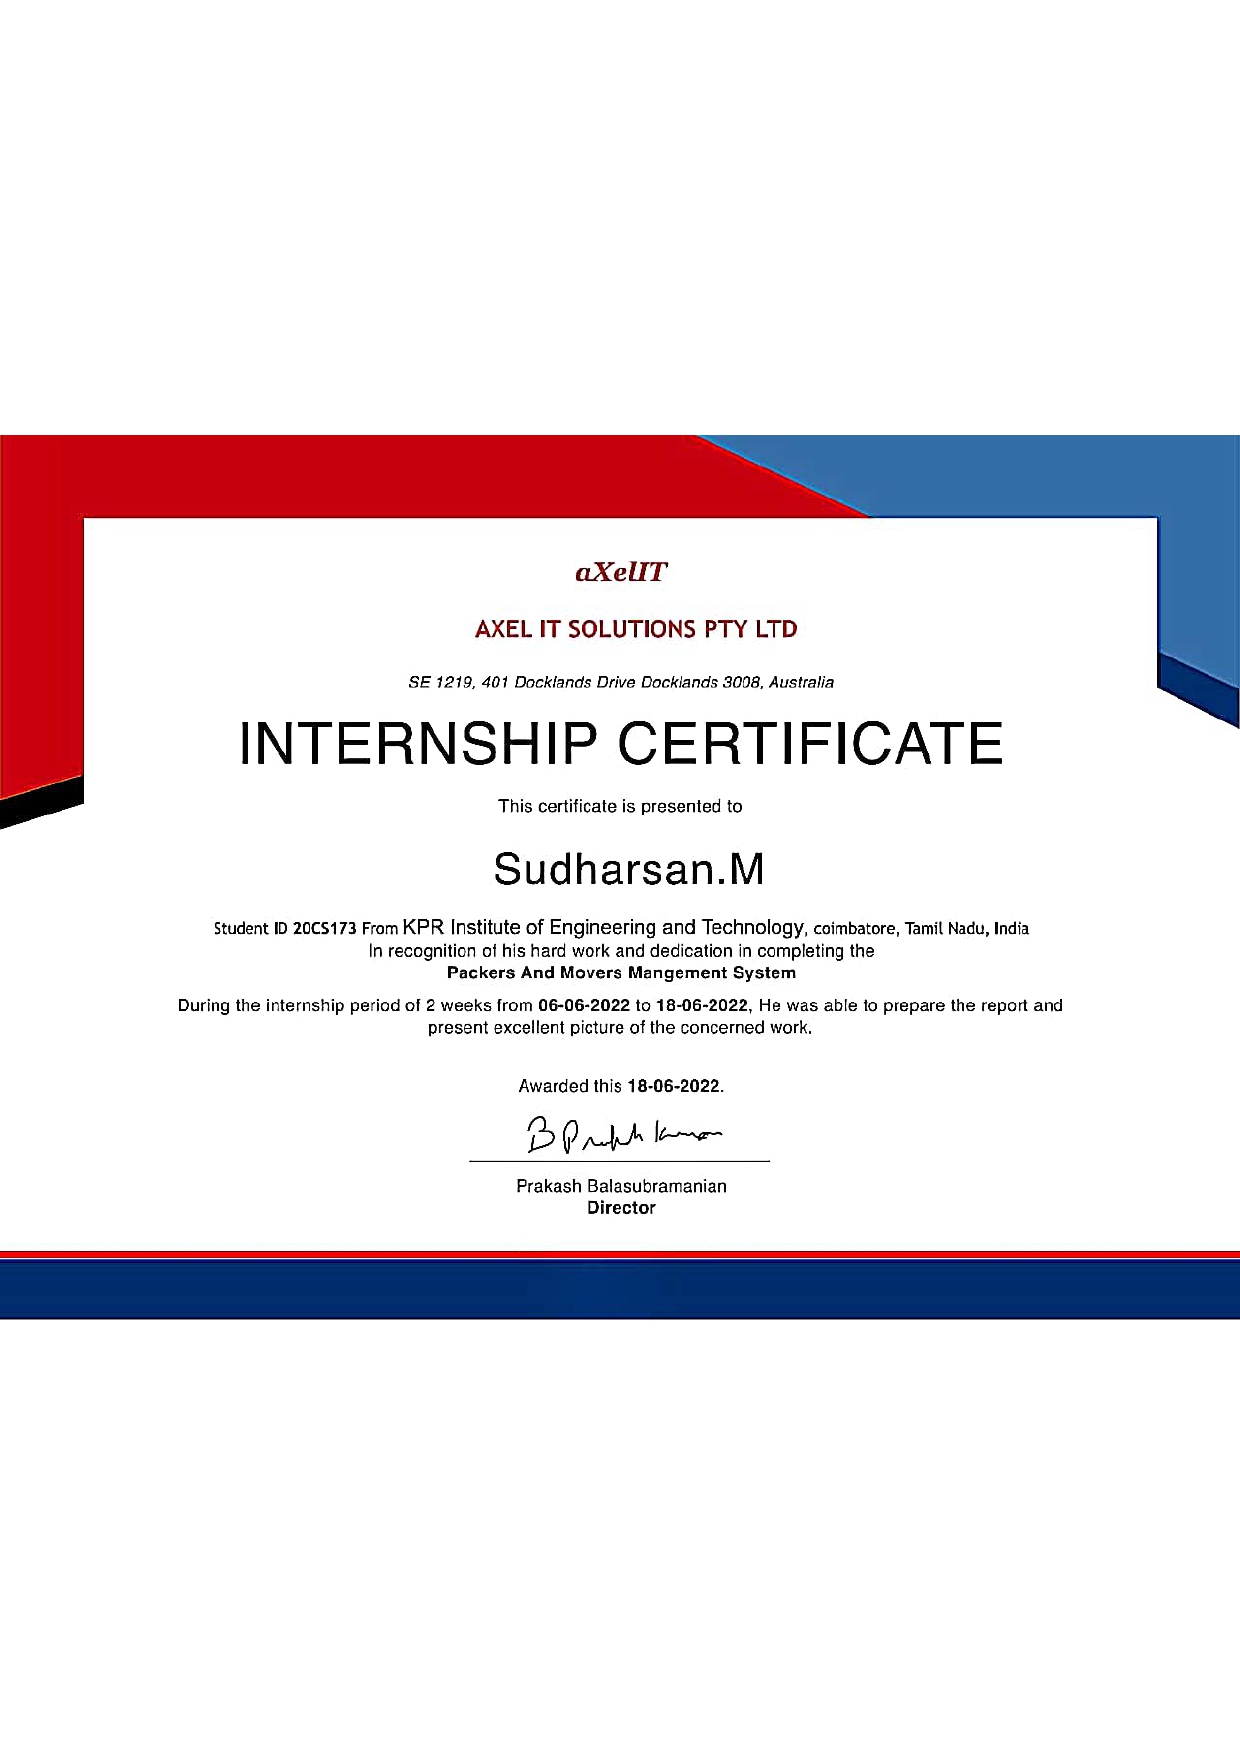 aXelIT
AXEL IT SOLUTIONS PTY LTD
SE 1219, 401 Docklands Drive Docklands 3008, Australia
INTERNSHIP CERTIFICATE
This certificate is presented to
Sudharsan.M
Student ID 20CS173 From KPR Institute of Engineering and Technology, coimbatore, Tamil Nadu, India
In recognition of his hard work and dedication in completing the
Packers And Movers Mangement System
During the internship period of 2 weeks from 06-06-2022 to 18-06-2022, He was able to prepare the report and
present excellent picture of the concerned work.
Awarded this 18-06-2022.
Prakash Balasubramanian
Director